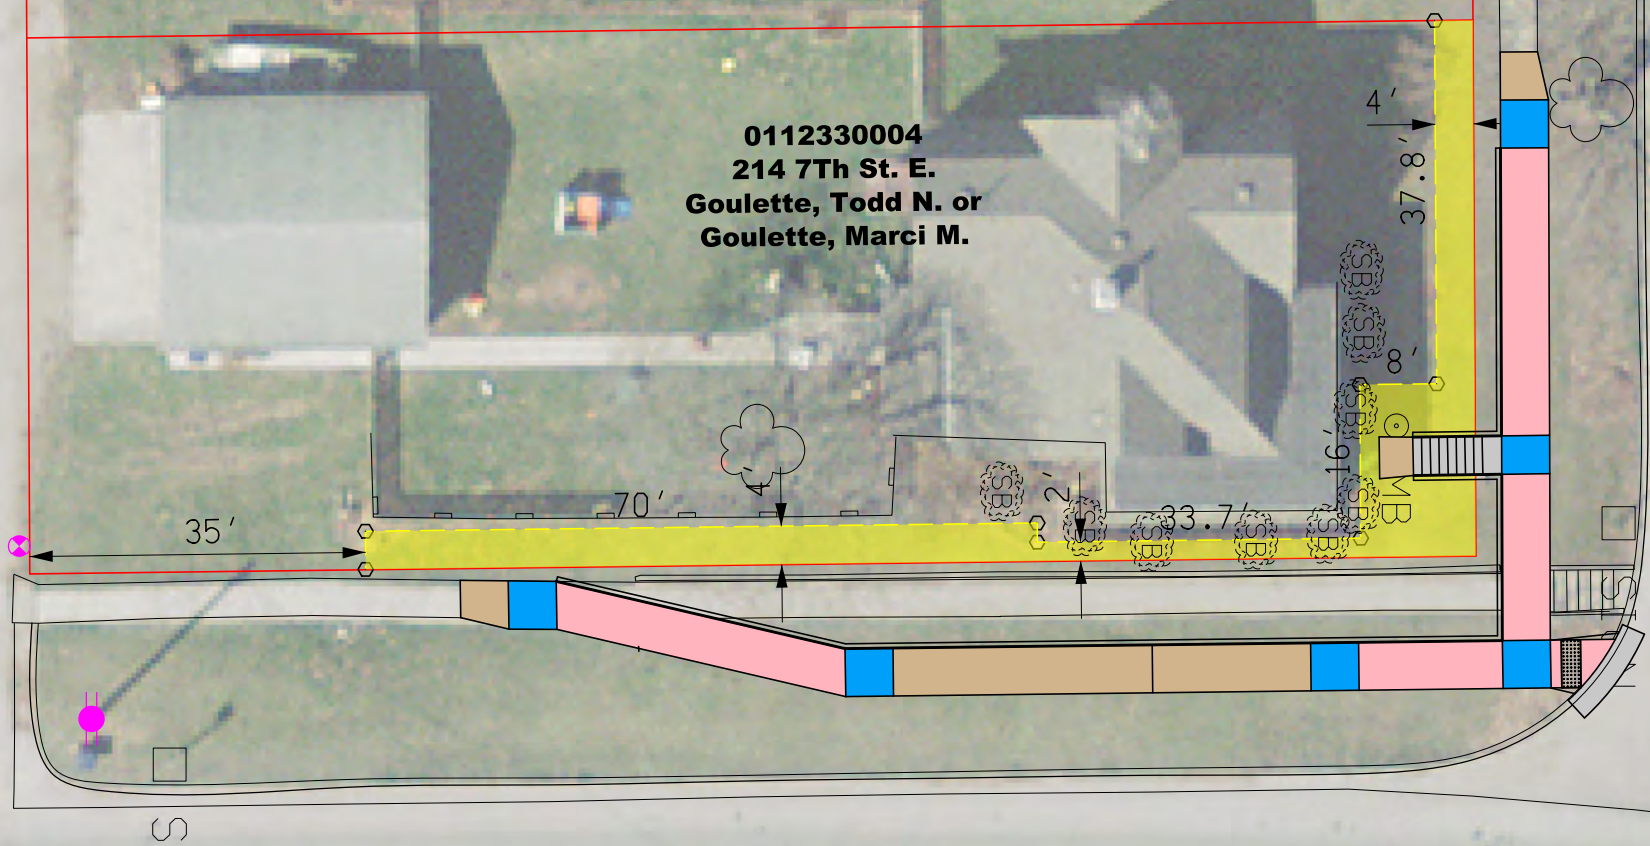 0112330004
214 7Th St. E.
Goulette, Todd N. or
Goulette, Marci M.
4'
37.8'
8'
SB
SB
SB
SB
16'
MB
35'
70'
4'
SB
2'
SB
33.7'
SB
SB
SB
S
S